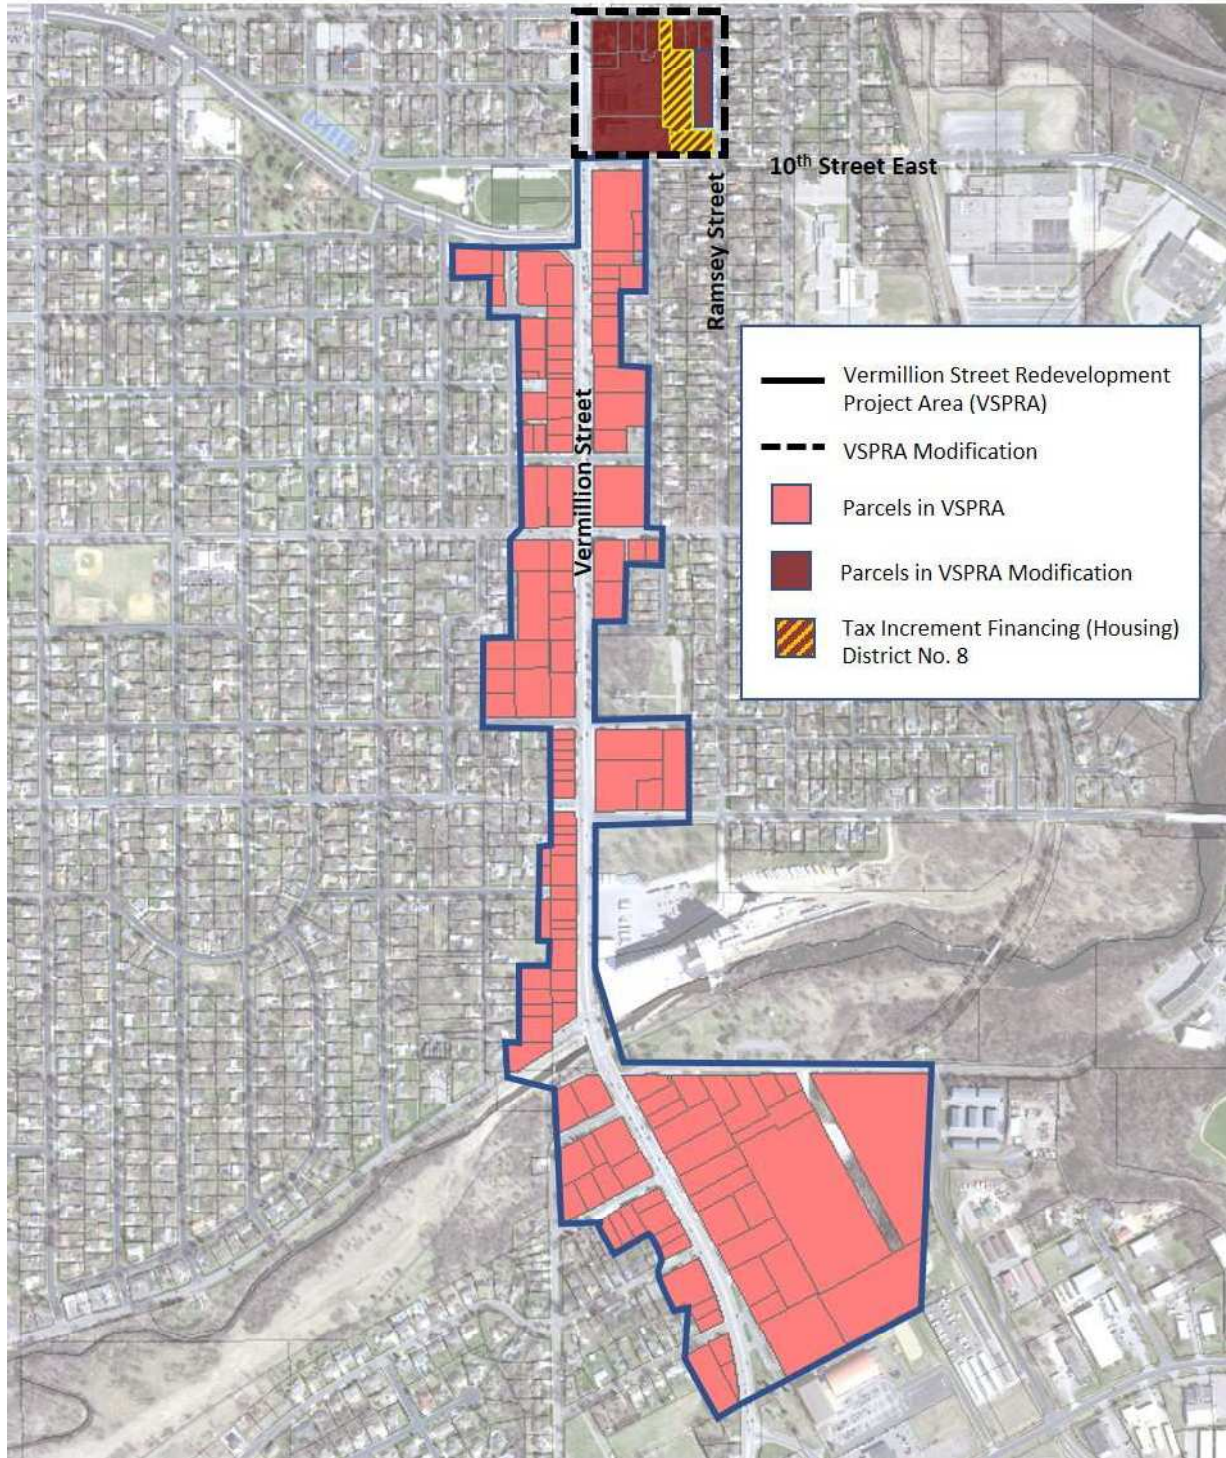 10th Street East
Ramsey Street
Vermillion Street
Vermillion Street Redevelopment
Project Area (VSPRA)
VSPRA Modification
Parcels in VSPRA
Parcels in VSPRA Modification
Tax Increment Financing (Housing)
District No. 8